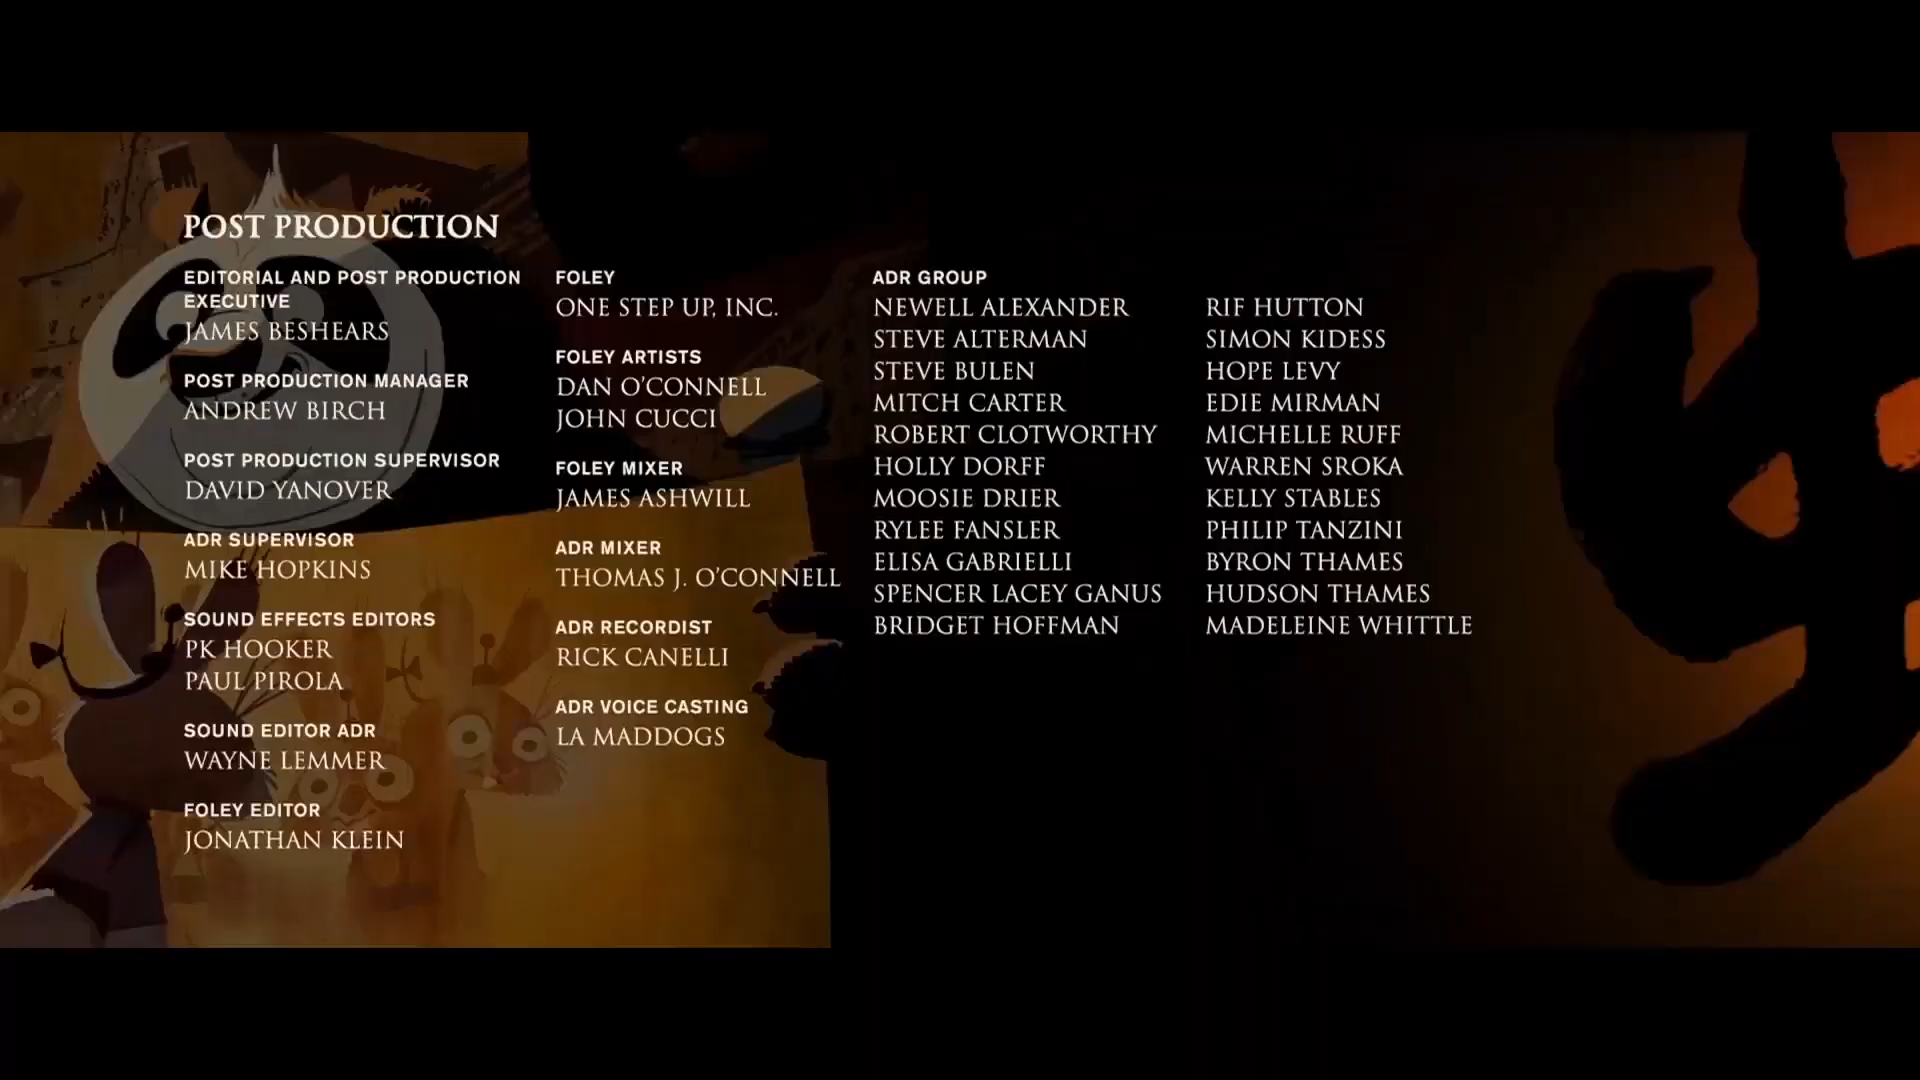 POST PRODUCTION
EDITORIAL AND POST PRODUCTION
EXECUTIVE
JAMES BESHEARS
POST PRODUCTION MANAGER
ANDREW BIRCH
POST PRODUCTION SUPERVISOR
DAVID YANOVER
ADR SUPERVISOR
MIKE HOPKINS
SOUND EFFECTS EDITORS
PK HOOKER
PAUL PIROLA
SOUND EDITOR ADR
WAYNE LEMMER
FOLEY EDITOR
JONATHAN KLEIN
FOLEY
ONE STEP UP, INC.
FOLEY ARTISTS
DAN O'CONNELL
JOHN CUCCI
FOLEY MIXER
JAMES ASHWILL
ADR MIXER
THOMAS J. O'CONNELL
ADR RECORDIST
RICK CANELLI
ADR VOICE CASTING
LA MADDOGS
ADR GROUP
NEWELL ALEXANDER
STEVE ALTERMAN
STEVE BULEN
MITCH CARTER
ROBERT CLOTWORTHY
HOLLY DORFF
MOOSIE DRIER
RYLEE FANSLER
ELISA GABRIELLI
SPENCER LACEY GANUS
BRIDGET HOFFMAN
RIF HUTTON
SIMON KIDESS
HOPE LEVY
EDIE MIRMAN
MICHELLE RUFF
WARREN SROKA
KELLY STABLES
PHILIP TANZINI
BYRON THAMES
HUDSON THAMES
MADELEINE WHITTLE